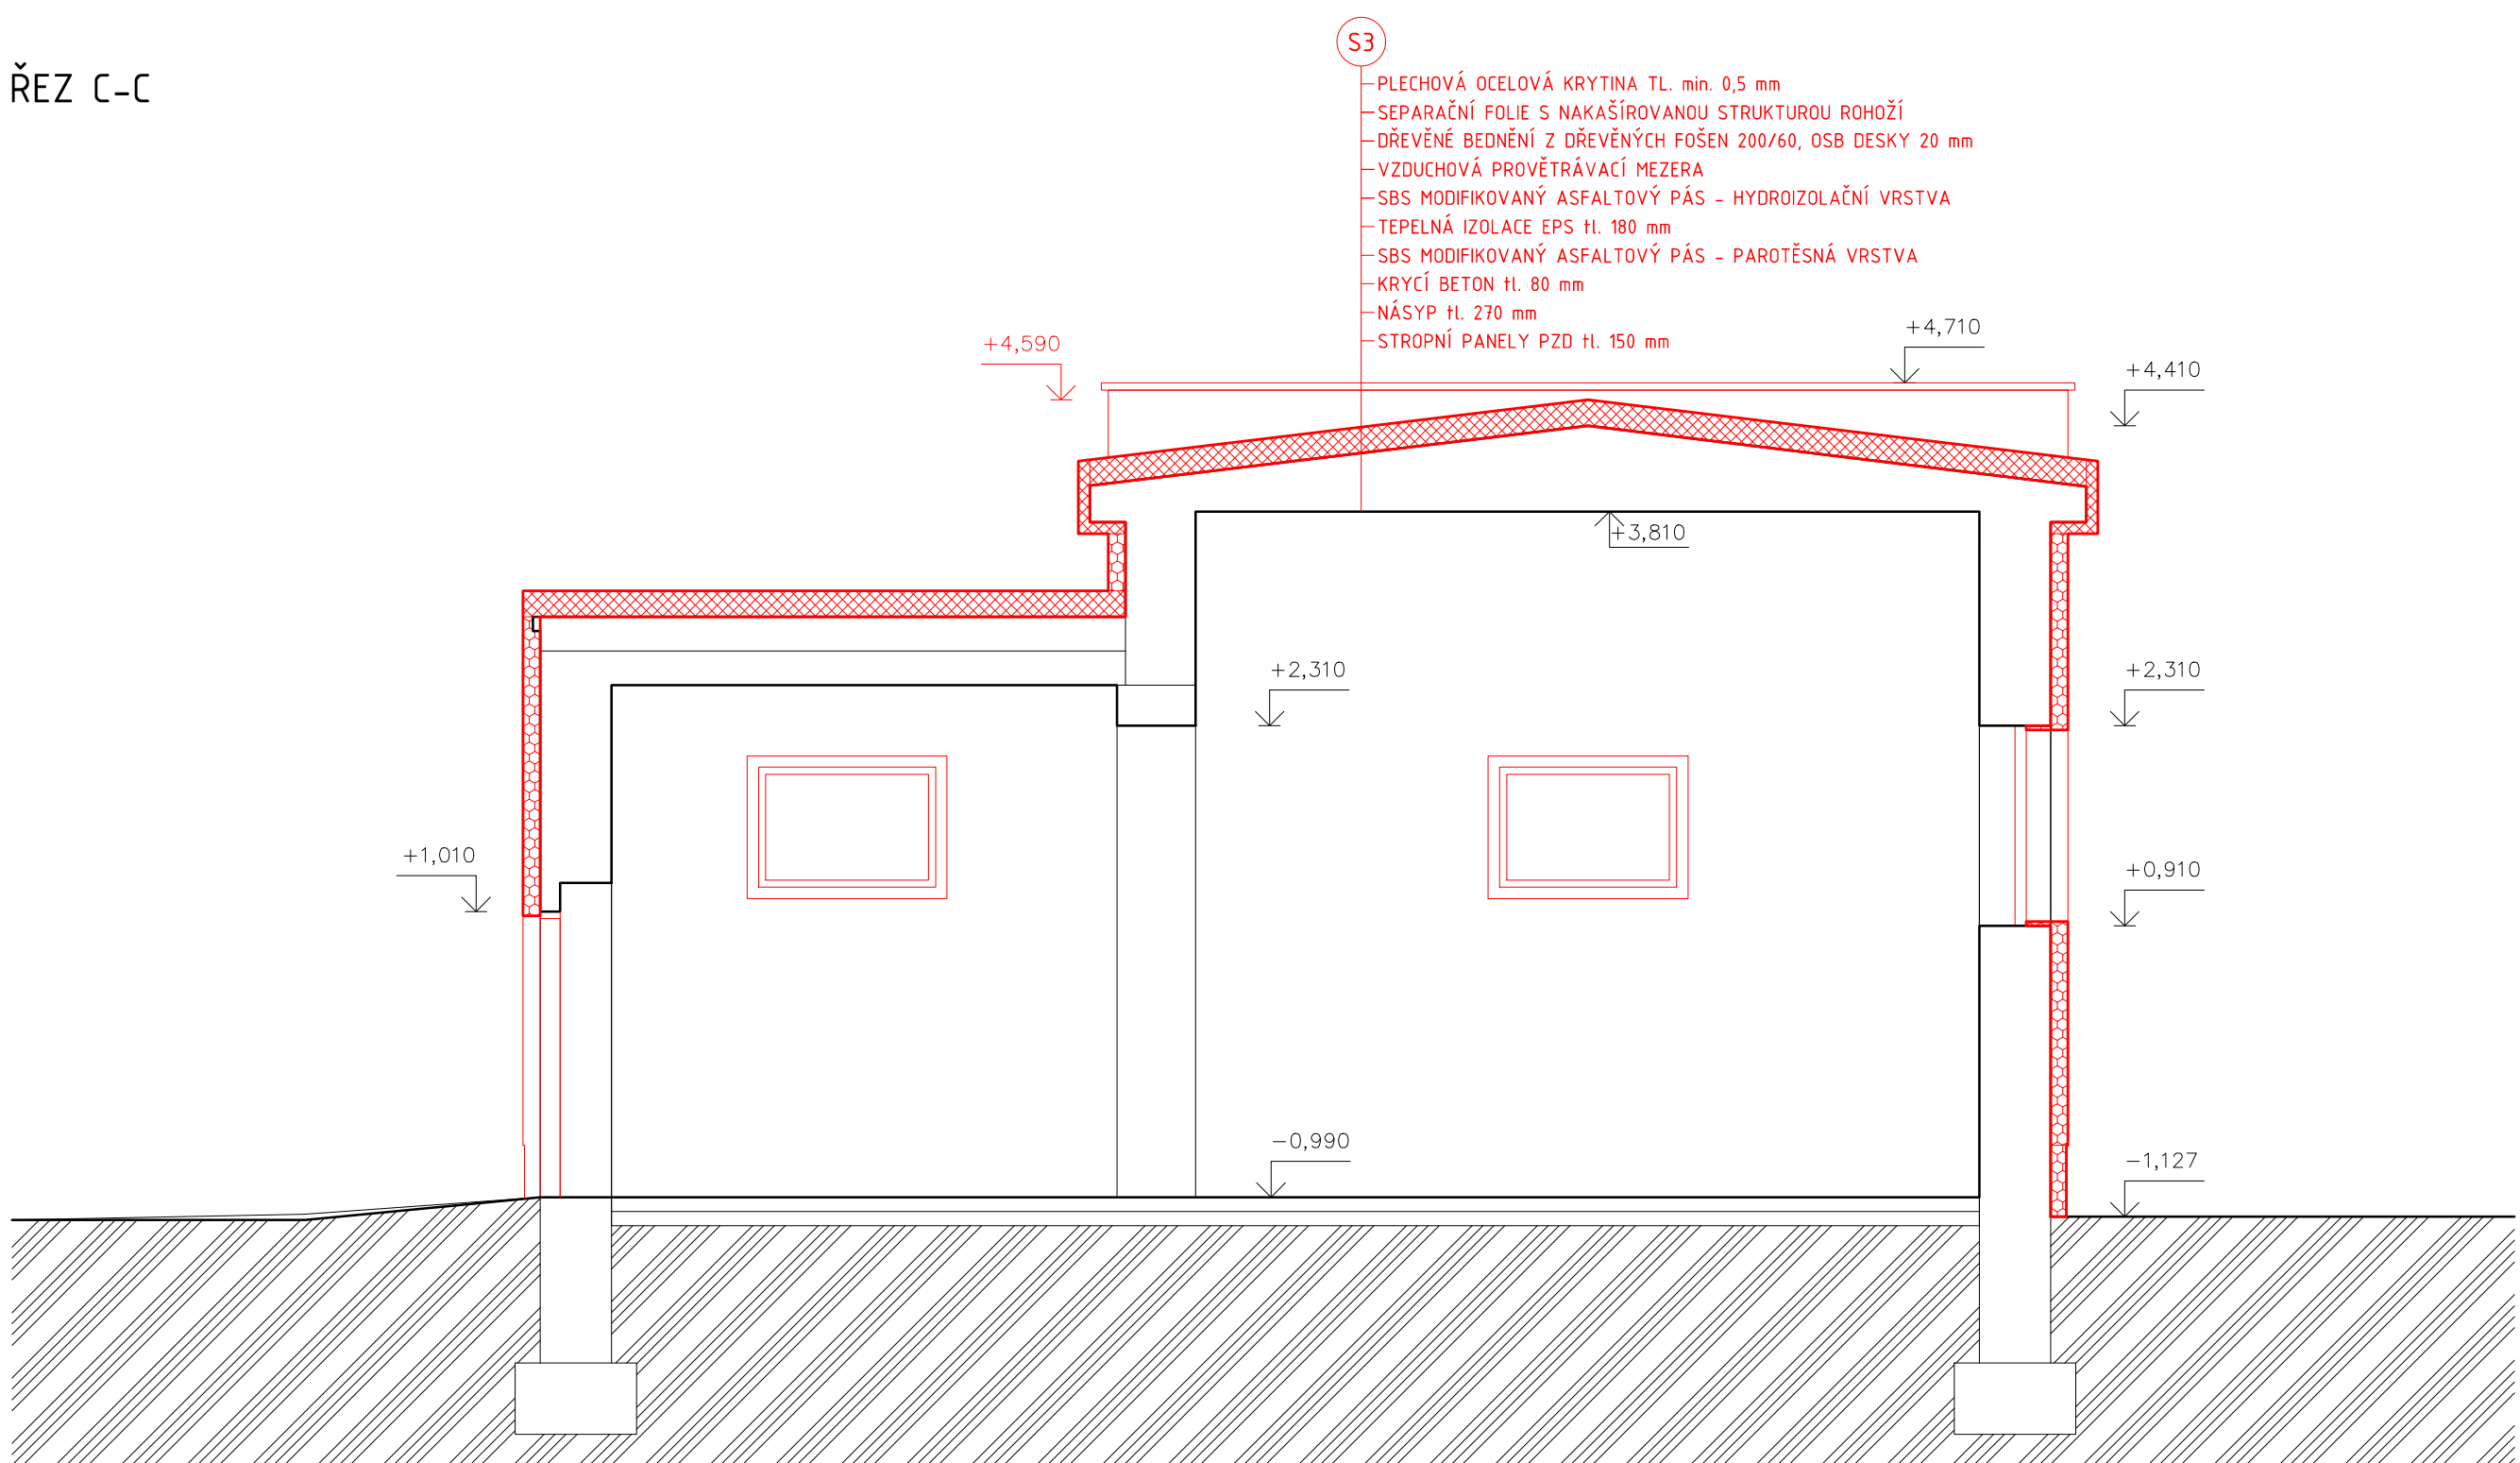 ŘEZ C-C
S3
PLECHOVÁ OCELOVÁ KRYTINA TL. min. 0,5 mm
SEPARAČNÍ FOLIE S NAKAŠÍROVANOU STRUKTUROU ROHOŽÍ
DŘEVĚNÉ BEDNĚNÍ Z DŘEVĚNÝCH FOŠEN 200/60, OSB DESKY 20 mm
VZDUCHOVÁ PROVĚTRÁVACÍ MEZERA
SBS MODIFIKOVANÝ ASFALTOVÝ PÁS - HYDROIZOLAČNÍ VRSTVA
TEPELNÁ IZOLACE EPS tl. 180 mm
SBS MODIFIKOVANÝ ASFALTOVÝ PÁS - PAROTĚSNÁ VRSTVA
KRYCÍ BETON tl. 80 mm
NÁSYP tl. 270 mm
STROPNÍ PANELY PZD tl. 150 mm
+4,590
+4,710
+4,410
+3,810
+2,310
+2,310
+1,010
+0,910
-0,990
-1,127